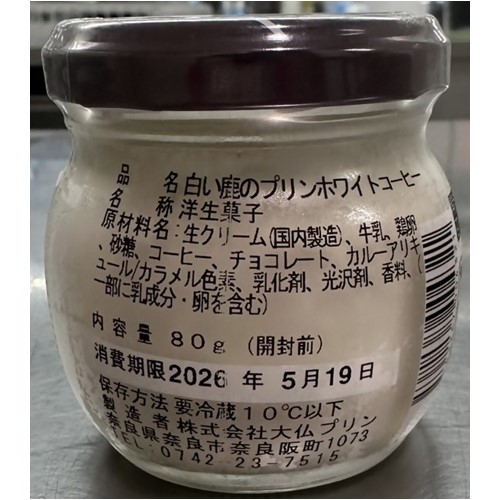 品名 白い鹿のプリンホワイトコーヒー
名称 洋生菓子
原材料名:生クリーム(国内製造)、牛乳、鶏卵
、砂糖、コーヒー、チョコレート、カルーアリキ
ュール/カラメル色素、乳化剤、光沢剤、香料、(
一部に乳成分・卵を含む)
内容量 80g (開封前)
消費期限2026年 5月19日
保存方法 要冷蔵10℃以下
製造者 株式会社大仏プリン
奈良県奈良市奈良阪町1073
TEL:0742-23-7515